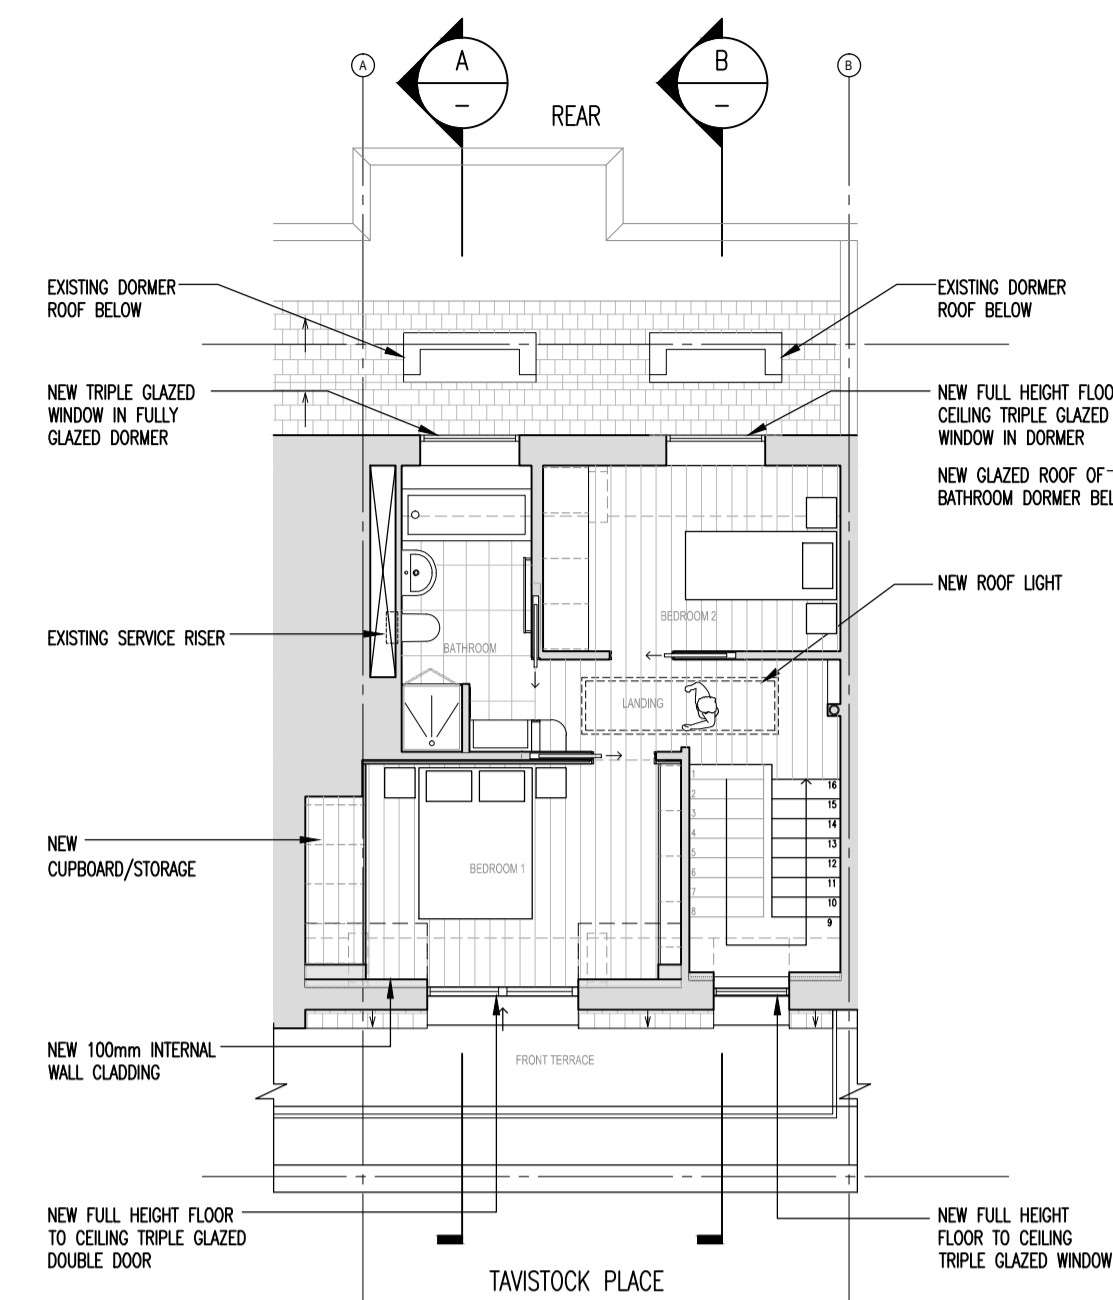 A
A
–
B
–
B
REAR
EXISTING DORMER
ROOF BELOW
EXISTING DORMER
ROOF BELOW
NEW TRIPLE GLAZED
WINDOW IN FULLY
GLAZED DORMER
NEW FULL HEIGHT FLOO
CEILING TRIPLE GLAZED
WINDOW IN DORMER
NEW GLAZED ROOF OF
BATHROOM DORMER BEL
NEW ROOF LIGHT
BEDROOM 2
EXISTING SERVICE RISER
BATHROOM
LANDING
1
2
3
4
5
6
7
8
16
15
14
13
12
11
10
9
NEW
CUPBOARD/STORAGE
BEDROOM 1
NEW 100mm INTERNAL
WALL CLADDING
FRONT TERRACE
NEW FULL HEIGHT FLOOR
TO CEILING TRIPLE GLAZED
DOUBLE DOOR
NEW FULL HEIGHT
FLOOR TO CEILING
TRIPLE GLAZED WINDOW
TAVISTOCK PLACE